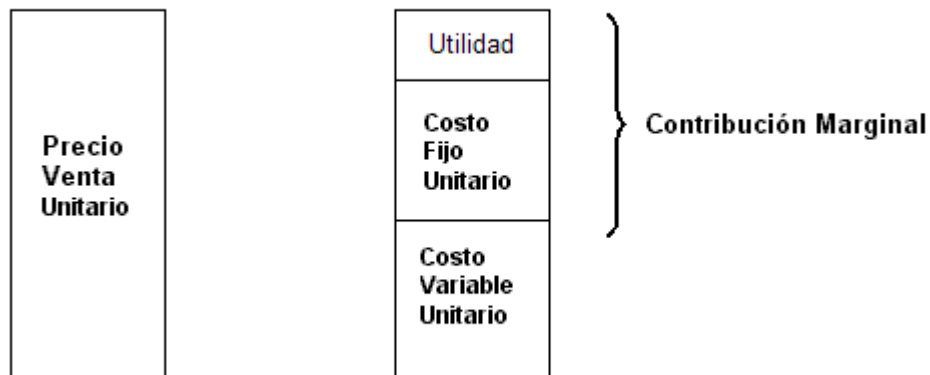 Precio
Venta
Unitario
Utilidad
Costo
Fijo
Unitario
Costo
Variable
Unitario
Contribución Marginal